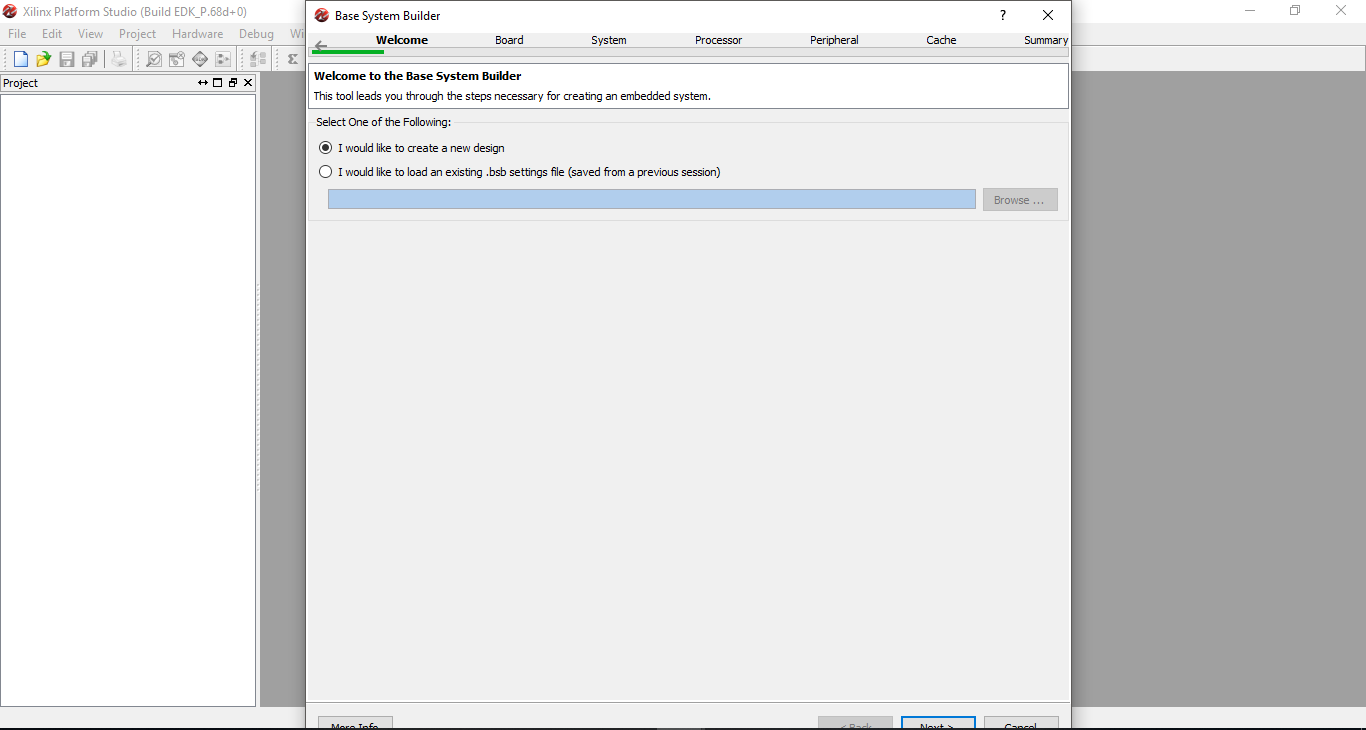 Xilinx Platform Studio (Build EDK_P.68d+0)
File Edit View Project Hardware Debug Wi
Project
Base System Builder
?
Welcome Board System Processor Peripheral Cache Summary
Welcome to the Base System Builder
This tool leads you through the steps necessary for creating an embedded system.
Select One of the Following:
I would like to create a new design
I would like to load an existing .bsb settings file (saved from a previous session)
Browse ...
More Info < Back Next > Cancel